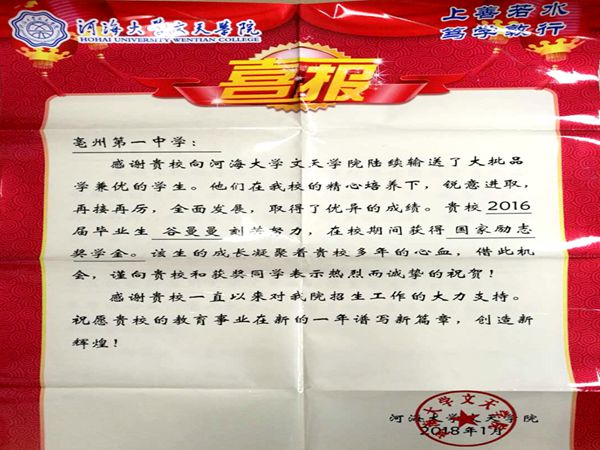 河海大学文天学院
HOHAI UNIVERSITY WENTIAN COLLEGE
上善若水
笃学敦行
喜报
亳州第一中学：
感谢贵校向河海大学文天学院陆续输送了大批品
学兼优的学生。他们在我校的精心培养下，锐意进取，
再接再厉，全面发展，取得了优异的成绩。贵校 2016
届毕业生 谷曼曼 刻苦努力，在校期间获得 国家励志
奖学金。该生的成长凝聚着贵校多年的心血，借此机
会，谨向贵校和获奖同学表示热烈而诚挚的祝贺！
感谢贵校一直以来对我院招生工作的大力支持。
祝愿贵校的教育事业在新的一年谱写新篇章，创造新
辉煌！
河海大学文天学院
2018年1月